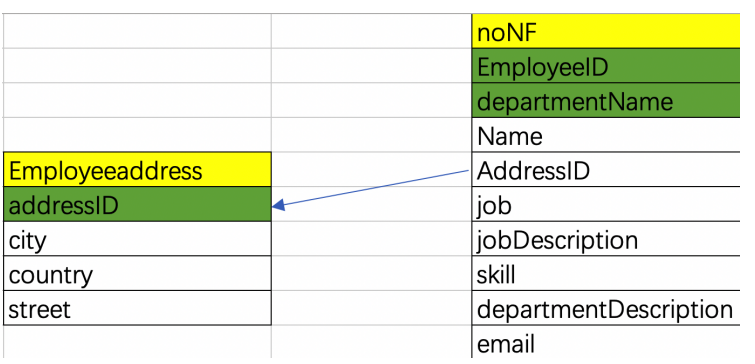 noNF
EmployeeID
departmentName
Name
Employeeaddress
AddressID
addressID
job
city
jobDescription
country
skill
street
departmentDescription
email